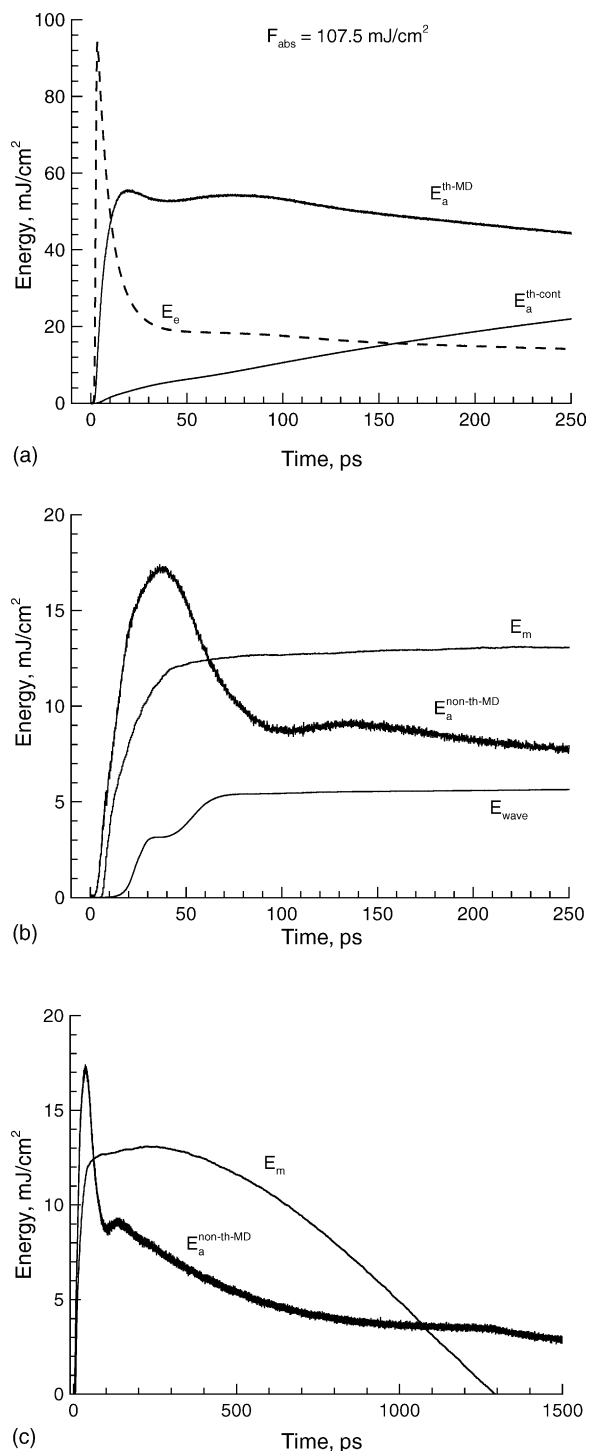 100
80
60
40
20
0
Energy, mJ/cm²
F_abs = 107.5 mJ/cm²
E_a^th-MD
E_a^th-cont
E_e
0 50 100 150 200 250
(a)
Time, ps
20
15
10
5
0
Energy, mJ/cm²
E_m
E_a^non-th-MD
E_wave
0 50 100 150 200 250
(b)
Time, ps
20
15
10
5
0
Energy, mJ/cm²
E_m
E_a^non-th-MD
0 500 1000 1500
(c)
Time, ps